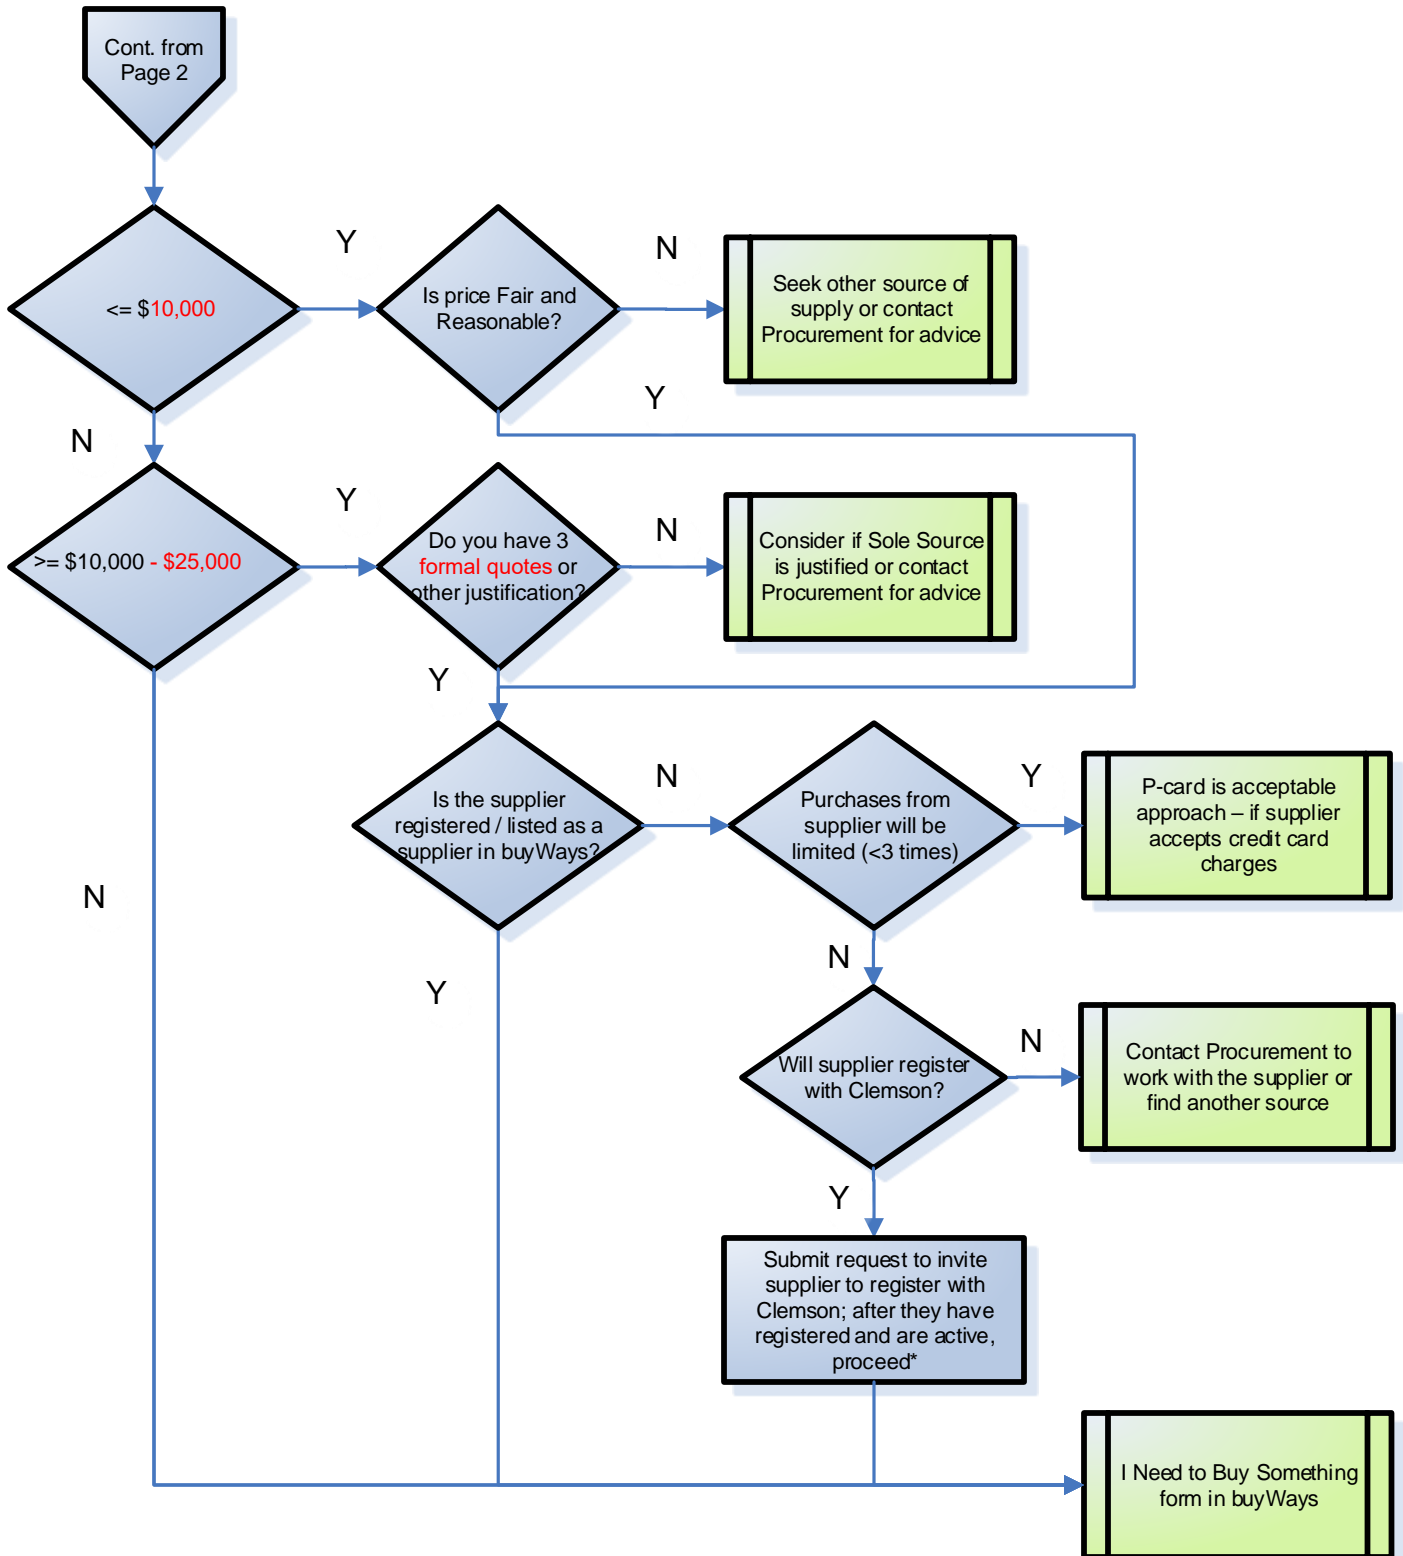 Cont. from
Page 2
<= $10,000
Y
Is price Fair and
Reasonable?
N
Seek other source of
supply or contact
Procurement for advice
Y
N
>= $10,000 - $25,000
Y
Do you have 3
formal quotes or
other justification?
N
Consider if Sole Source
is justified or contact
Procurement for advice
Y
Is the supplier
registered / listed as a
supplier in buyWays?
N
Purchases from
supplier will be
limited (<3 times)
Y
P-card is acceptable
approach – if supplier
accepts credit card
charges
N
Y
N
Will supplier register
with Clemson?
N
Contact Procurement to
work with the supplier or
find another source
Y
Submit request to invite
supplier to register with
Clemson; after they have
registered and are active,
proceed*
I Need to Buy Something
form in buyWays